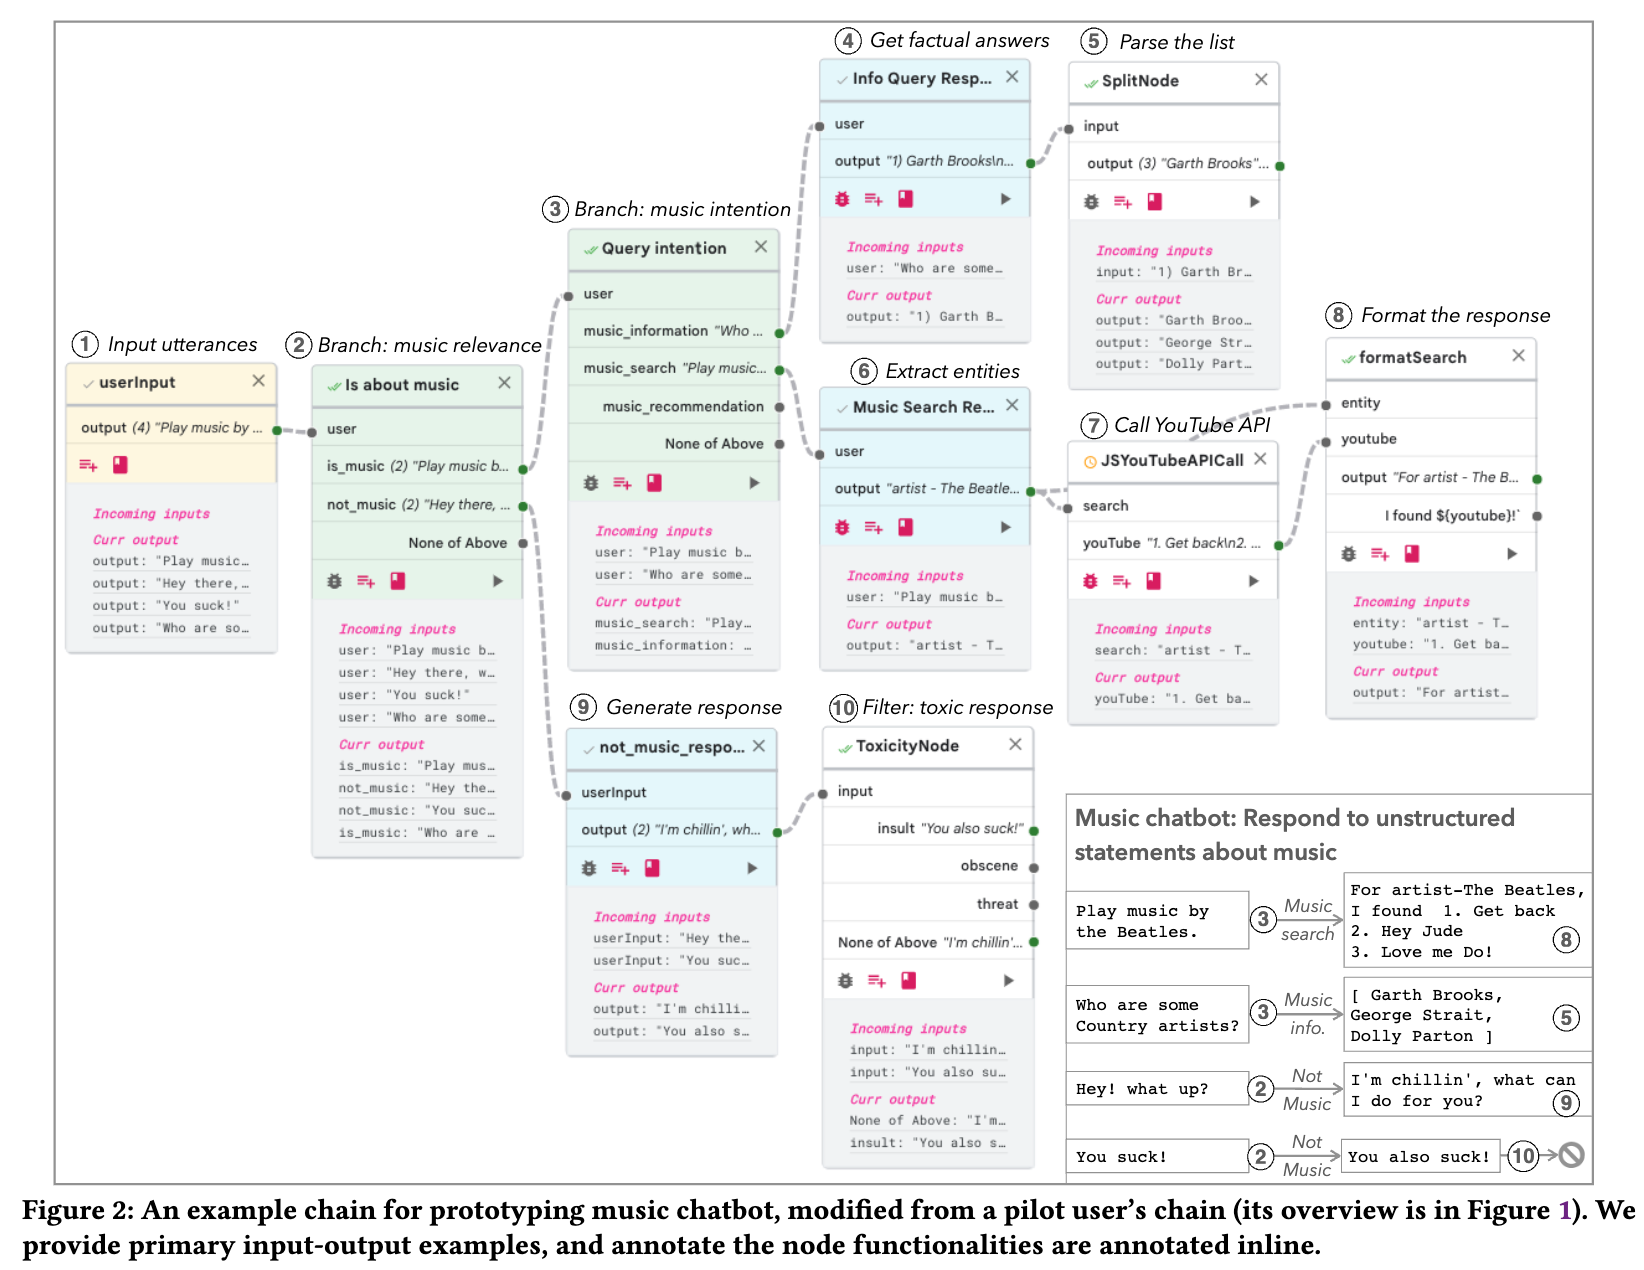 1 Input utterances
userInput
output (4) "Play music by ...
Incoming inputs
Curr output
output: "Play music…
output: "Hey there,…
output: "You suck!"
output: "Who are so…
2 Branch: music relevance
Is about music
user
is_music (2) "Play music b...
not_music (2) "Hey there, ...
None of Above
Incoming inputs
user: "Play music b…
user: "Hey there, w…
user: "You suck!"
user: "Who are some…
Curr output
is_music: "Play mus…
not_music: "Hey the…
not_music: "You suc…
is_music: "Who are …
3 Branch: music intention
Query intention
user
music_information "Who ...
music_search "Play music...
music_recommendation
None of Above
Incoming inputs
user: "Play music b…
user: "Who are some…
Curr output
music_search: "Play…
music_information: …
4 Get factual answers
Info Query Resp...
user
output "1) Garth Brooks\n...
Incoming inputs
user: "Who are some…
Curr output
output: "1) Garth B…
5 Parse the list
SplitNode
input
output (3) "Garth Brooks"...
Incoming inputs
input: "1) Garth Br…
Curr output
output: "Garth Broo…
output: "George Str…
output: "Dolly Part…
6 Extract entities
Music Search Re...
user
output "artist - The Beatle...
Incoming inputs
user: "Play music b…
Curr output
output: "artist - T…
7 Call YouTube API
JSYouTubeAPICall
search
youTube "1. Get back\n2. ...
Incoming inputs
search: "artist - T…
Curr output
youTube: "1. Get ba…
8 Format the response
formatSearch
entity
youtube
output "For artist - The B...
I found ${youtube}!`
Incoming inputs
entity: "artist - T…
youtube: "1. Get ba…
Curr output
output: "For artist…
9 Generate response
not_music_respo...
userInput
output (2) "I'm chillin', wh...
Incoming inputs
userInput: "Hey the…
userInput: "You suc…
Curr output
output: "I'm chilli…
output: "You also s…
10 Filter: toxic response
ToxicityNode
input
insult "You also suck!"
obscene
threat
None of Above "I'm chillin'...
Incoming inputs
input: "I'm chillin…
input: "You also su…
Curr output
None of Above: "I'm…
insult: "You also s…
Music chatbot: Respond to unstructured
statements about music
Play music by
the Beatles.
3
Music
search
For artist-The Beatles,
I found 1. Get back
2. Hey Jude
3. Love me Do!
8
Who are some
Country artists?
3
Music
info.
[ Garth Brooks,
George Strait,
Dolly Parton ]
5
Hey! what up?
2
Not
Music
I'm chillin', what can
I do for you?
9
You suck!
2
Not
Music
You also suck!
10
Figure 2: An example chain for prototyping music chatbot, modified from a pilot user's chain (its overview is in Figure 1). We
provide primary input-output examples, and annotate the node functionalities are annotated inline.